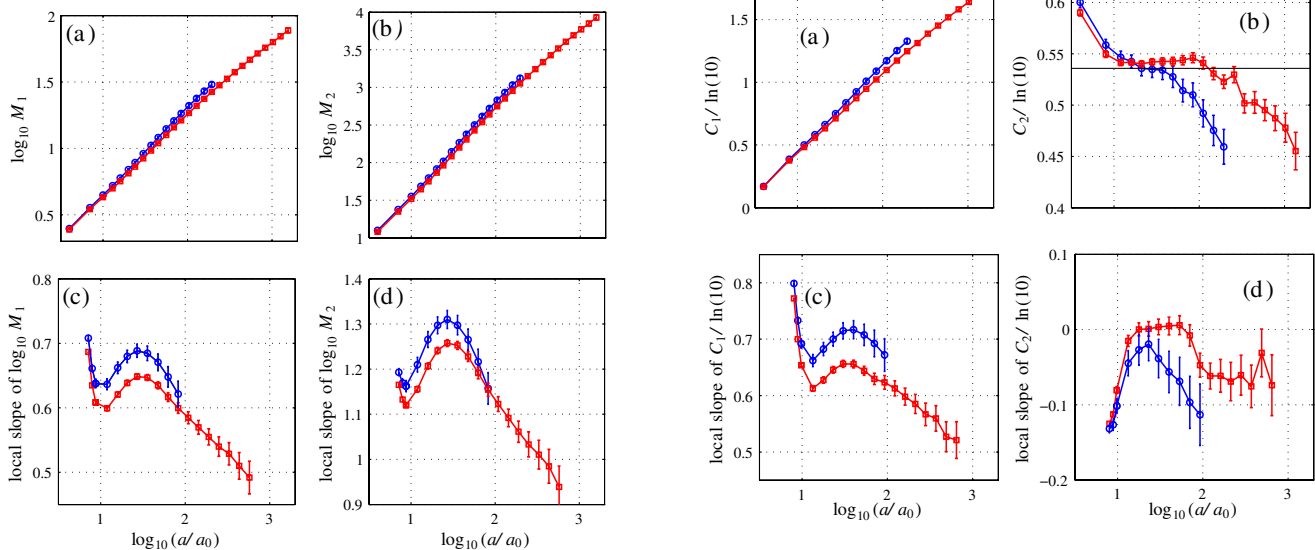 2
(a)
1.5
log10 M1
1
0.5
4
(b)
3.5
3
log10 M2
2.5
2
1.5
1
(a)
1.5
C1/ ln(10)
1
0.5
0
0.6
(b)
0.55
C2/ ln(10)
0.5
0.45
0.4
0.8
(c)
0.7
local slope of log10 M1
0.6
0.5
1 2 3
log10(a/a0)
1.4
(d)
1.3
local slope of log10 M2
1.2
1.1
1
0.9
1 2 3
log10(a/a0)
0.8
(c)
0.7
local slope of C1/ ln(10)
0.6
0.5
1 2 3
log10(a/a0)
0.1
(d)
0
local slope of C2/ ln(10)
−0.1
−0.2
1 2 3
log10(a/a0)